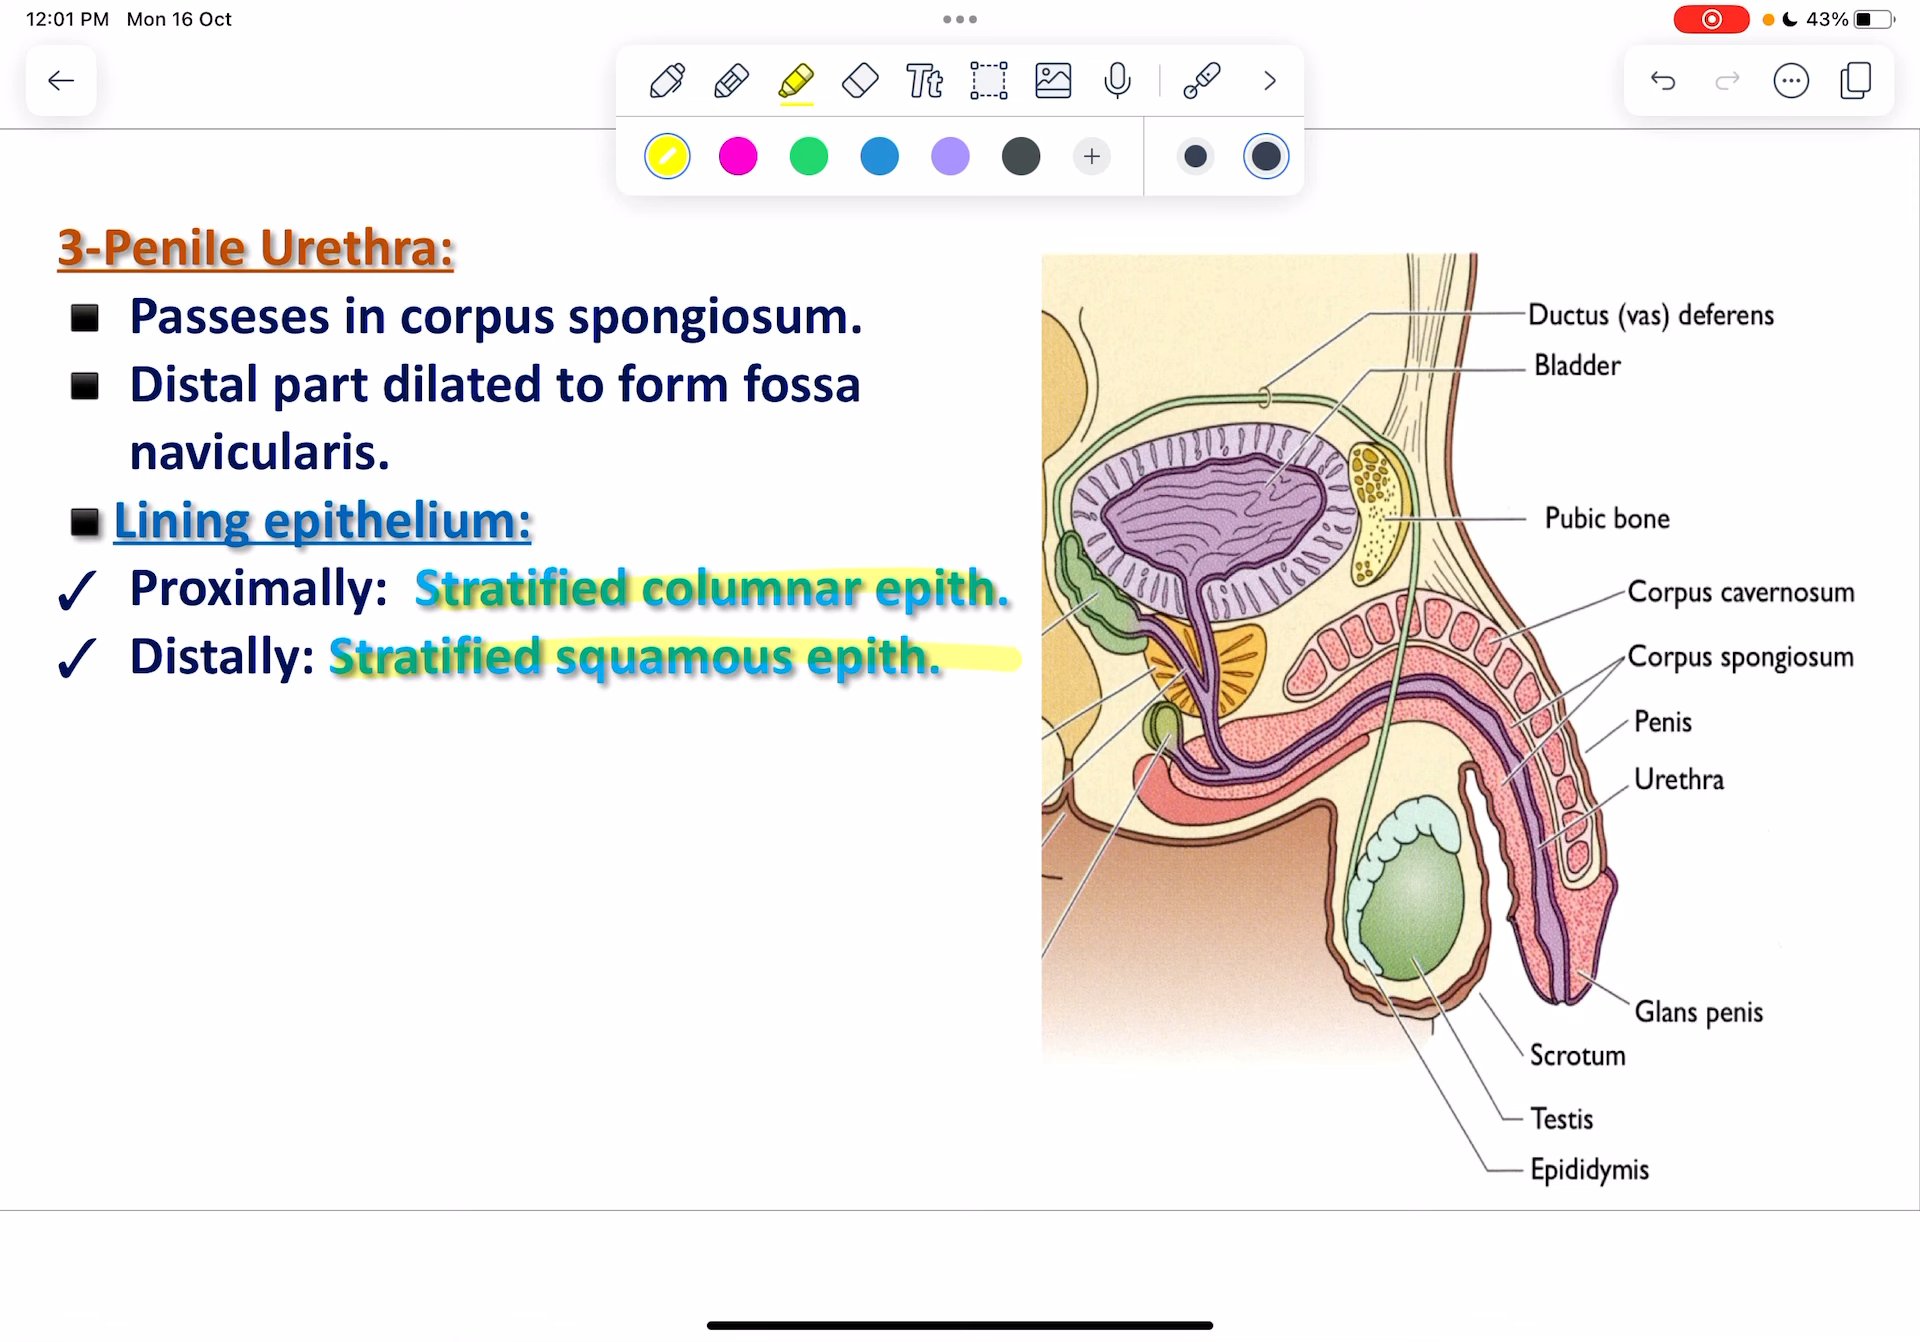 12:01 PM Mon 16 Oct
43%
Tt
3-Penile Urethra:
Passeses in corpus spongiosum.
Distal part dilated to form fossa
navicularis.
Lining epithelium:
✓ Proximally: Stratified columnar epith.
✓ Distally: Stratified squamous epith.
Ductus (vas) deferens
Bladder
Pubic bone
Corpus cavernosum
Corpus spongiosum
Penis
Urethra
Glans penis
Scrotum
Testis
Epididymis